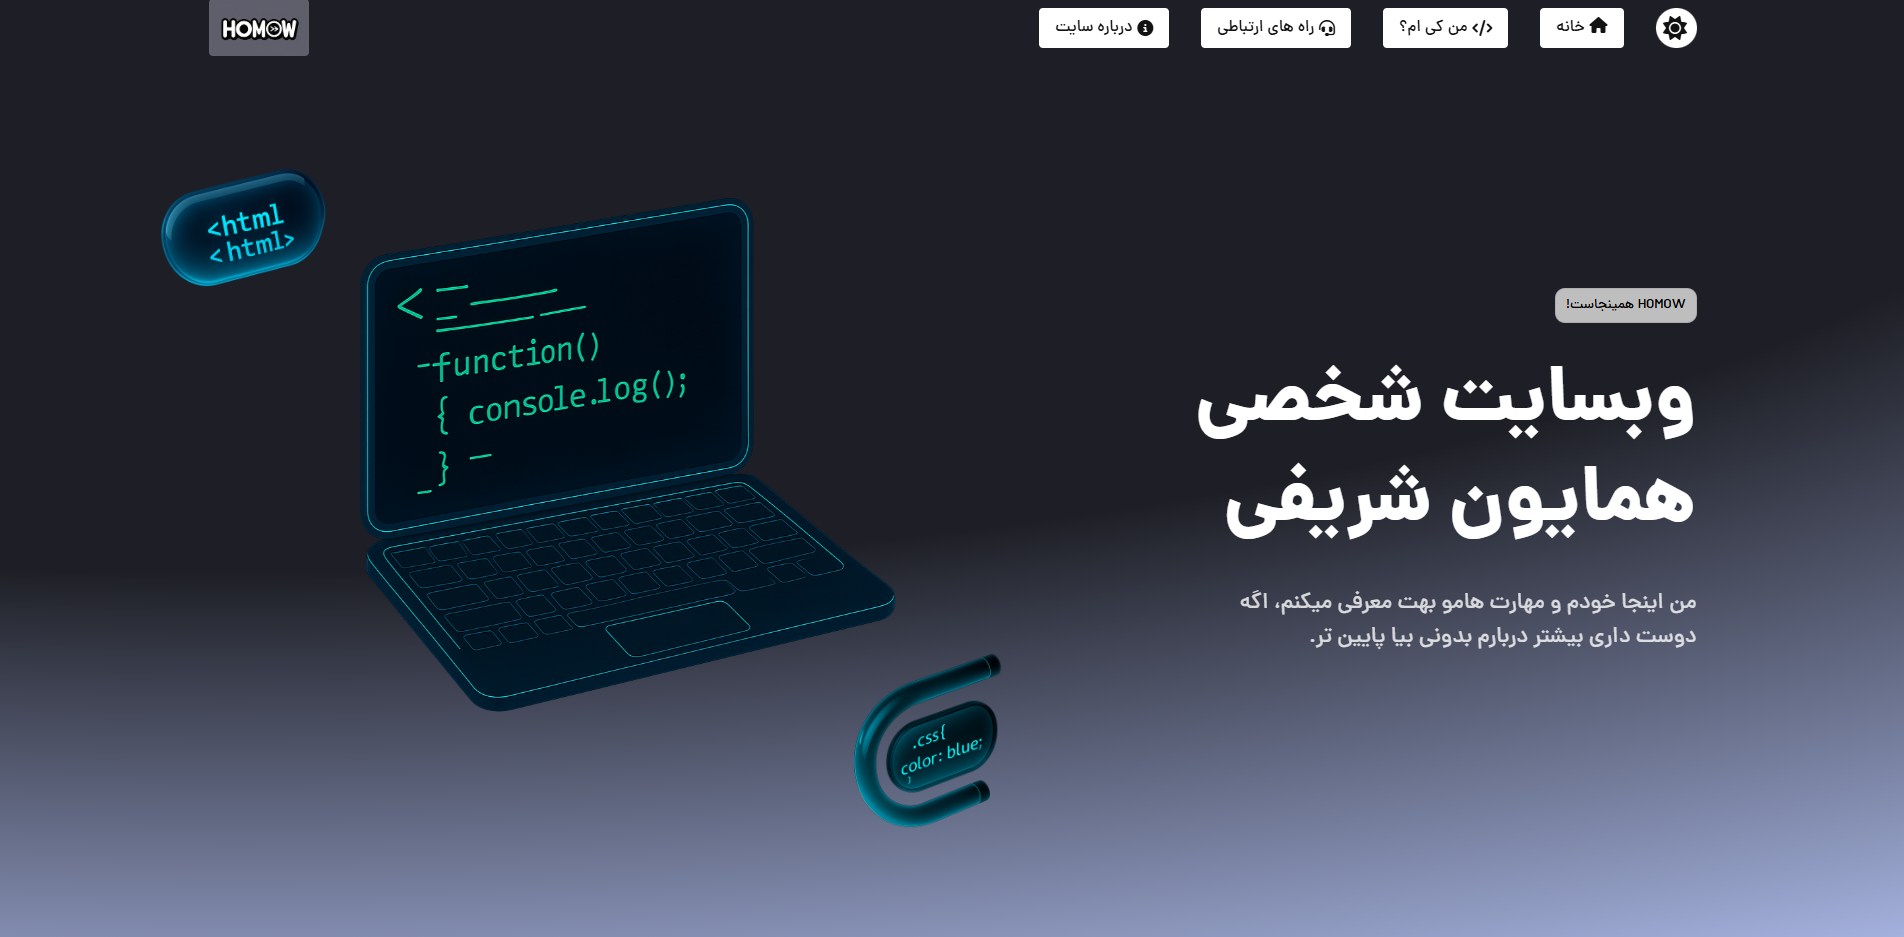 خانه
من کی ام؟
راه های ارتباطی
درباره سایت
HOMOW
HOMOW همینجاست!
وبسایت شخصی
همایون شریفی
من اینجا خودم و مهارت هامو بهت معرفی میکنم، اگه
دوست داری بیشتر دربارم بدونی بیا پایین تر.
<html
<html>
<
function()
{ console.log();
}
.css{
color: blue;
}